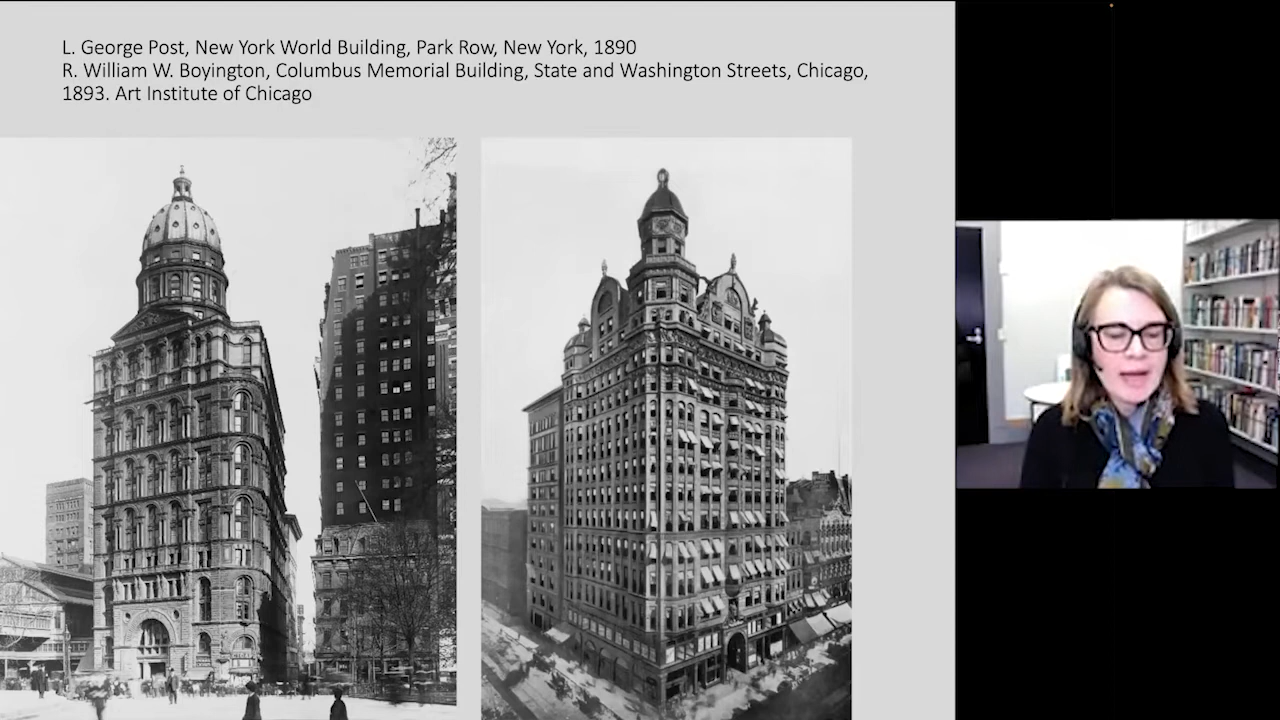 L. George Post, New York World Building, Park Row, New York, 1890
R. William W. Boyington, Columbus Memorial Building, State and Washington Streets, Chicago,
1893. Art Institute of Chicago